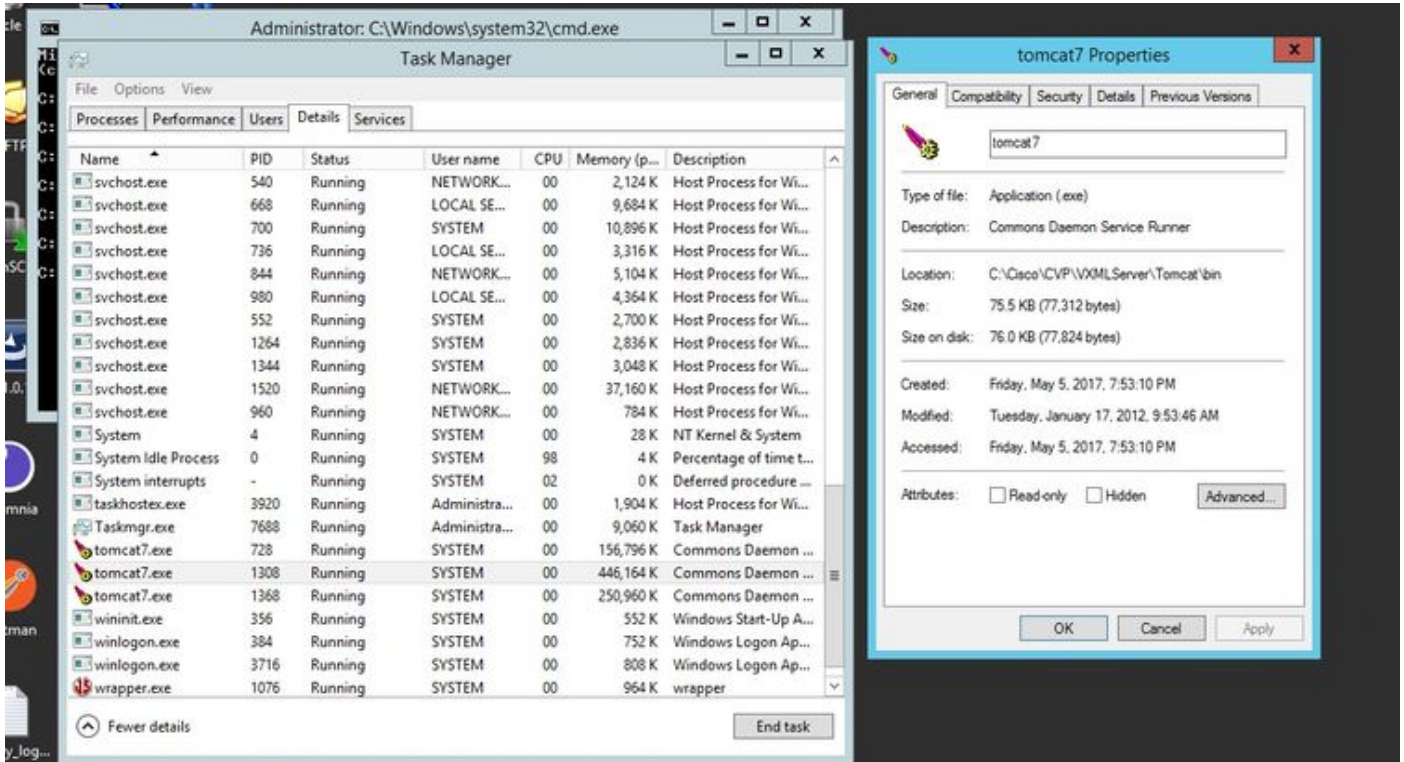 Administrator: C:\Windows\system32\cmd.exe
Task Manager
File Options View
Processes Performance Users Details Services
Name PID Status User name CPU Memory (p... Description
svchost.exe 540 Running NETWORK... 00 2,124 K Host Process for Wi...
svchost.exe 668 Running LOCAL SE... 00 9,684 K Host Process for Wi...
svchost.exe 700 Running SYSTEM 00 10,896 K Host Process for Wi...
svchost.exe 736 Running LOCAL SE... 00 3,316 K Host Process for Wi...
svchost.exe 844 Running NETWORK... 00 5,104 K Host Process for Wi...
svchost.exe 980 Running LOCAL SE... 00 4,364 K Host Process for Wi...
svchost.exe 552 Running SYSTEM 00 2,700 K Host Process for Wi...
svchost.exe 1264 Running SYSTEM 00 2,836 K Host Process for Wi...
svchost.exe 1344 Running SYSTEM 00 3,048 K Host Process for Wi...
svchost.exe 1520 Running NETWORK... 00 37,160 K Host Process for Wi...
svchost.exe 960 Running NETWORK... 00 784 K Host Process for Wi...
System 4 Running SYSTEM 00 28 K NT Kernel & System
System Idle Process 0 Running SYSTEM 98 4 K Percentage of time t...
System interrupts - Running SYSTEM 02 0 K Deferred procedure ...
taskhostex.exe 3920 Running Administra... 00 1,904 K Host Process for Wi...
Taskmgr.exe 7688 Running Administra... 00 9,060 K Task Manager
tomcat7.exe 728 Running SYSTEM 00 156,796 K Commons Daemon ...
tomcat7.exe 1308 Running SYSTEM 00 446,164 K Commons Daemon ...
tomcat7.exe 1368 Running SYSTEM 00 250,960 K Commons Daemon ...
wininit.exe 356 Running SYSTEM 00 552 K Windows Start-Up A...
winlogon.exe 384 Running SYSTEM 00 752 K Windows Logon Ap...
winlogon.exe 3716 Running SYSTEM 00 808 K Windows Logon Ap...
wrapper.exe 1076 Running SYSTEM 00 964 K wrapper
Fewer details
End task
tomcat7 Properties
General Compatibility Security Details Previous Versions
tomcat7
Type of file: Application (.exe)
Description: Commons Daemon Service Runner
Location: C:\Cisco\CVP\VXMLServer\Tomcat\bin
Size: 75.5 KB (77,312 bytes)
Size on disk: 76.0 KB (77,824 bytes)
Created: Friday, May 5, 2017, 7:53:10 PM
Modified: Tuesday, January 17, 2012, 9:53:46 AM
Accessed: Friday, May 5, 2017, 7:53:10 PM
Attributes: Read-only Hidden Advanced...
OK Cancel Apply